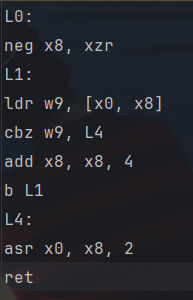 L0:
neg x8, xzr
L1:
ldr w9, [x0, x8]
cbz w9, L4
add x8, x8, 4
b L1
L4:
asr x0, x8, 2
ret